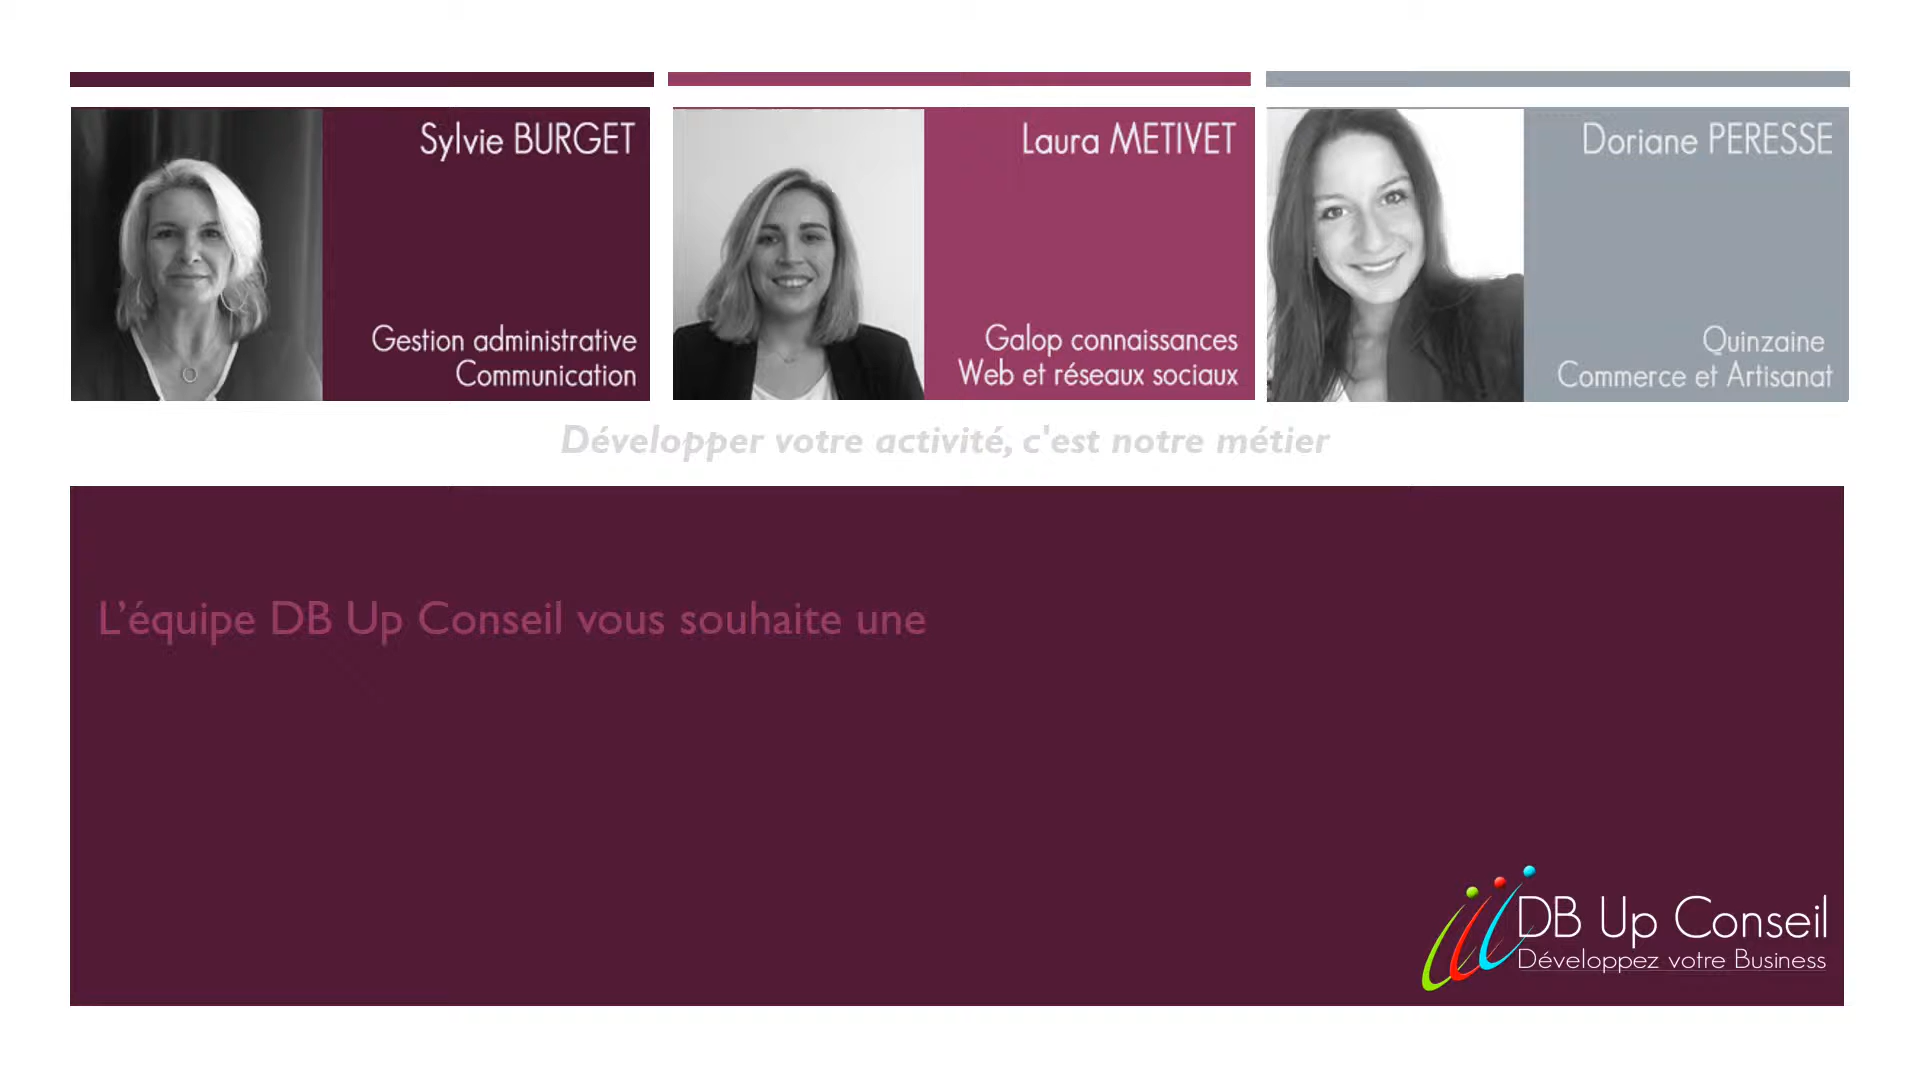 Sylvie BURGET
Gestion administrative
Communication
Laura METIVET
Galop connaissances
Web et réseaux sociaux
Doriane PERESSE
Quinzaine
Commerce et Artisanat
Développer votre activité, c'est notre métier
L’équipe DB Up Conseil vous souhaite une
DB Up Conseil
Développez votre Business